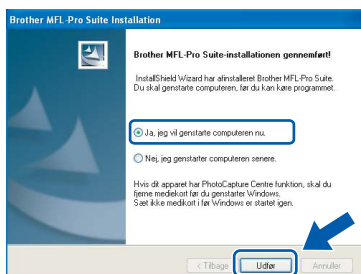 Brother MFL-Pro Suite Installation
Brother MFL-Pro Suite-installationen gennemført!
InstallShield Wizard har afinstalleret Brother MFL-Pro Suite.
Du skal genstarte computeren, før du kan køre programmet.
Ja, jeg vil genstarte computeren nu.
Nej, jeg genstarter computeren senere.
Hvis dit apparat har PhotoCapture Centre funktion, skal du
fjerne mediekort før du genstarter Windows.
Sæt ikke medikort i før Windows er startet igen.
< Tilbage Udfør Annuller